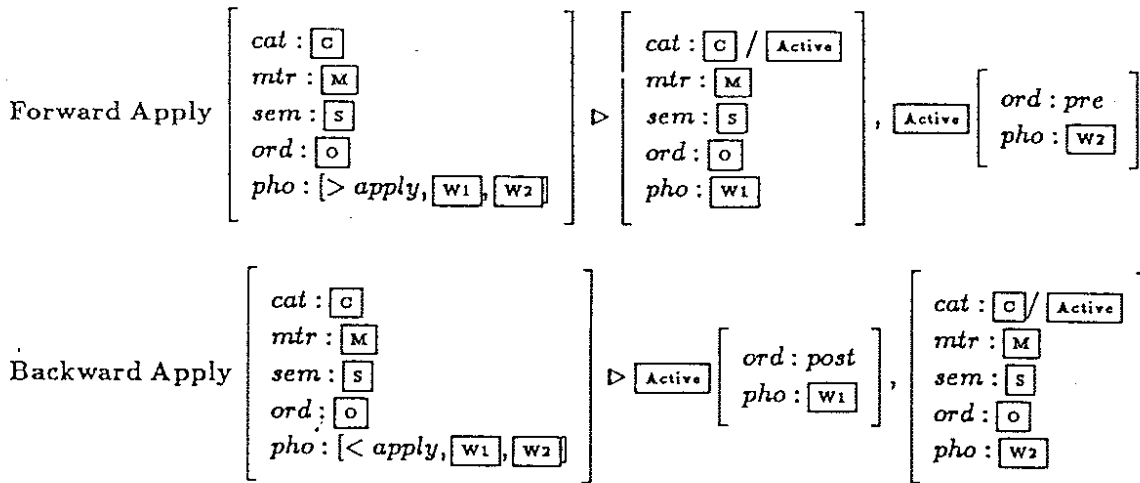 cat : C cat : C / Active
mtr : M mtr : M
Forward Apply sem : S ▷ sem : S , Active ord : pre
ord : O ord : O pho : W2
pho : [> apply, W1, W2] pho : W1
cat : C cat : C / Active
mtr : M mtr : M
Backward Apply sem : S ▷ Active ord : post , sem : S
ord : O pho : W1 ord : O
pho : [< apply, W1, W2] pho : W2